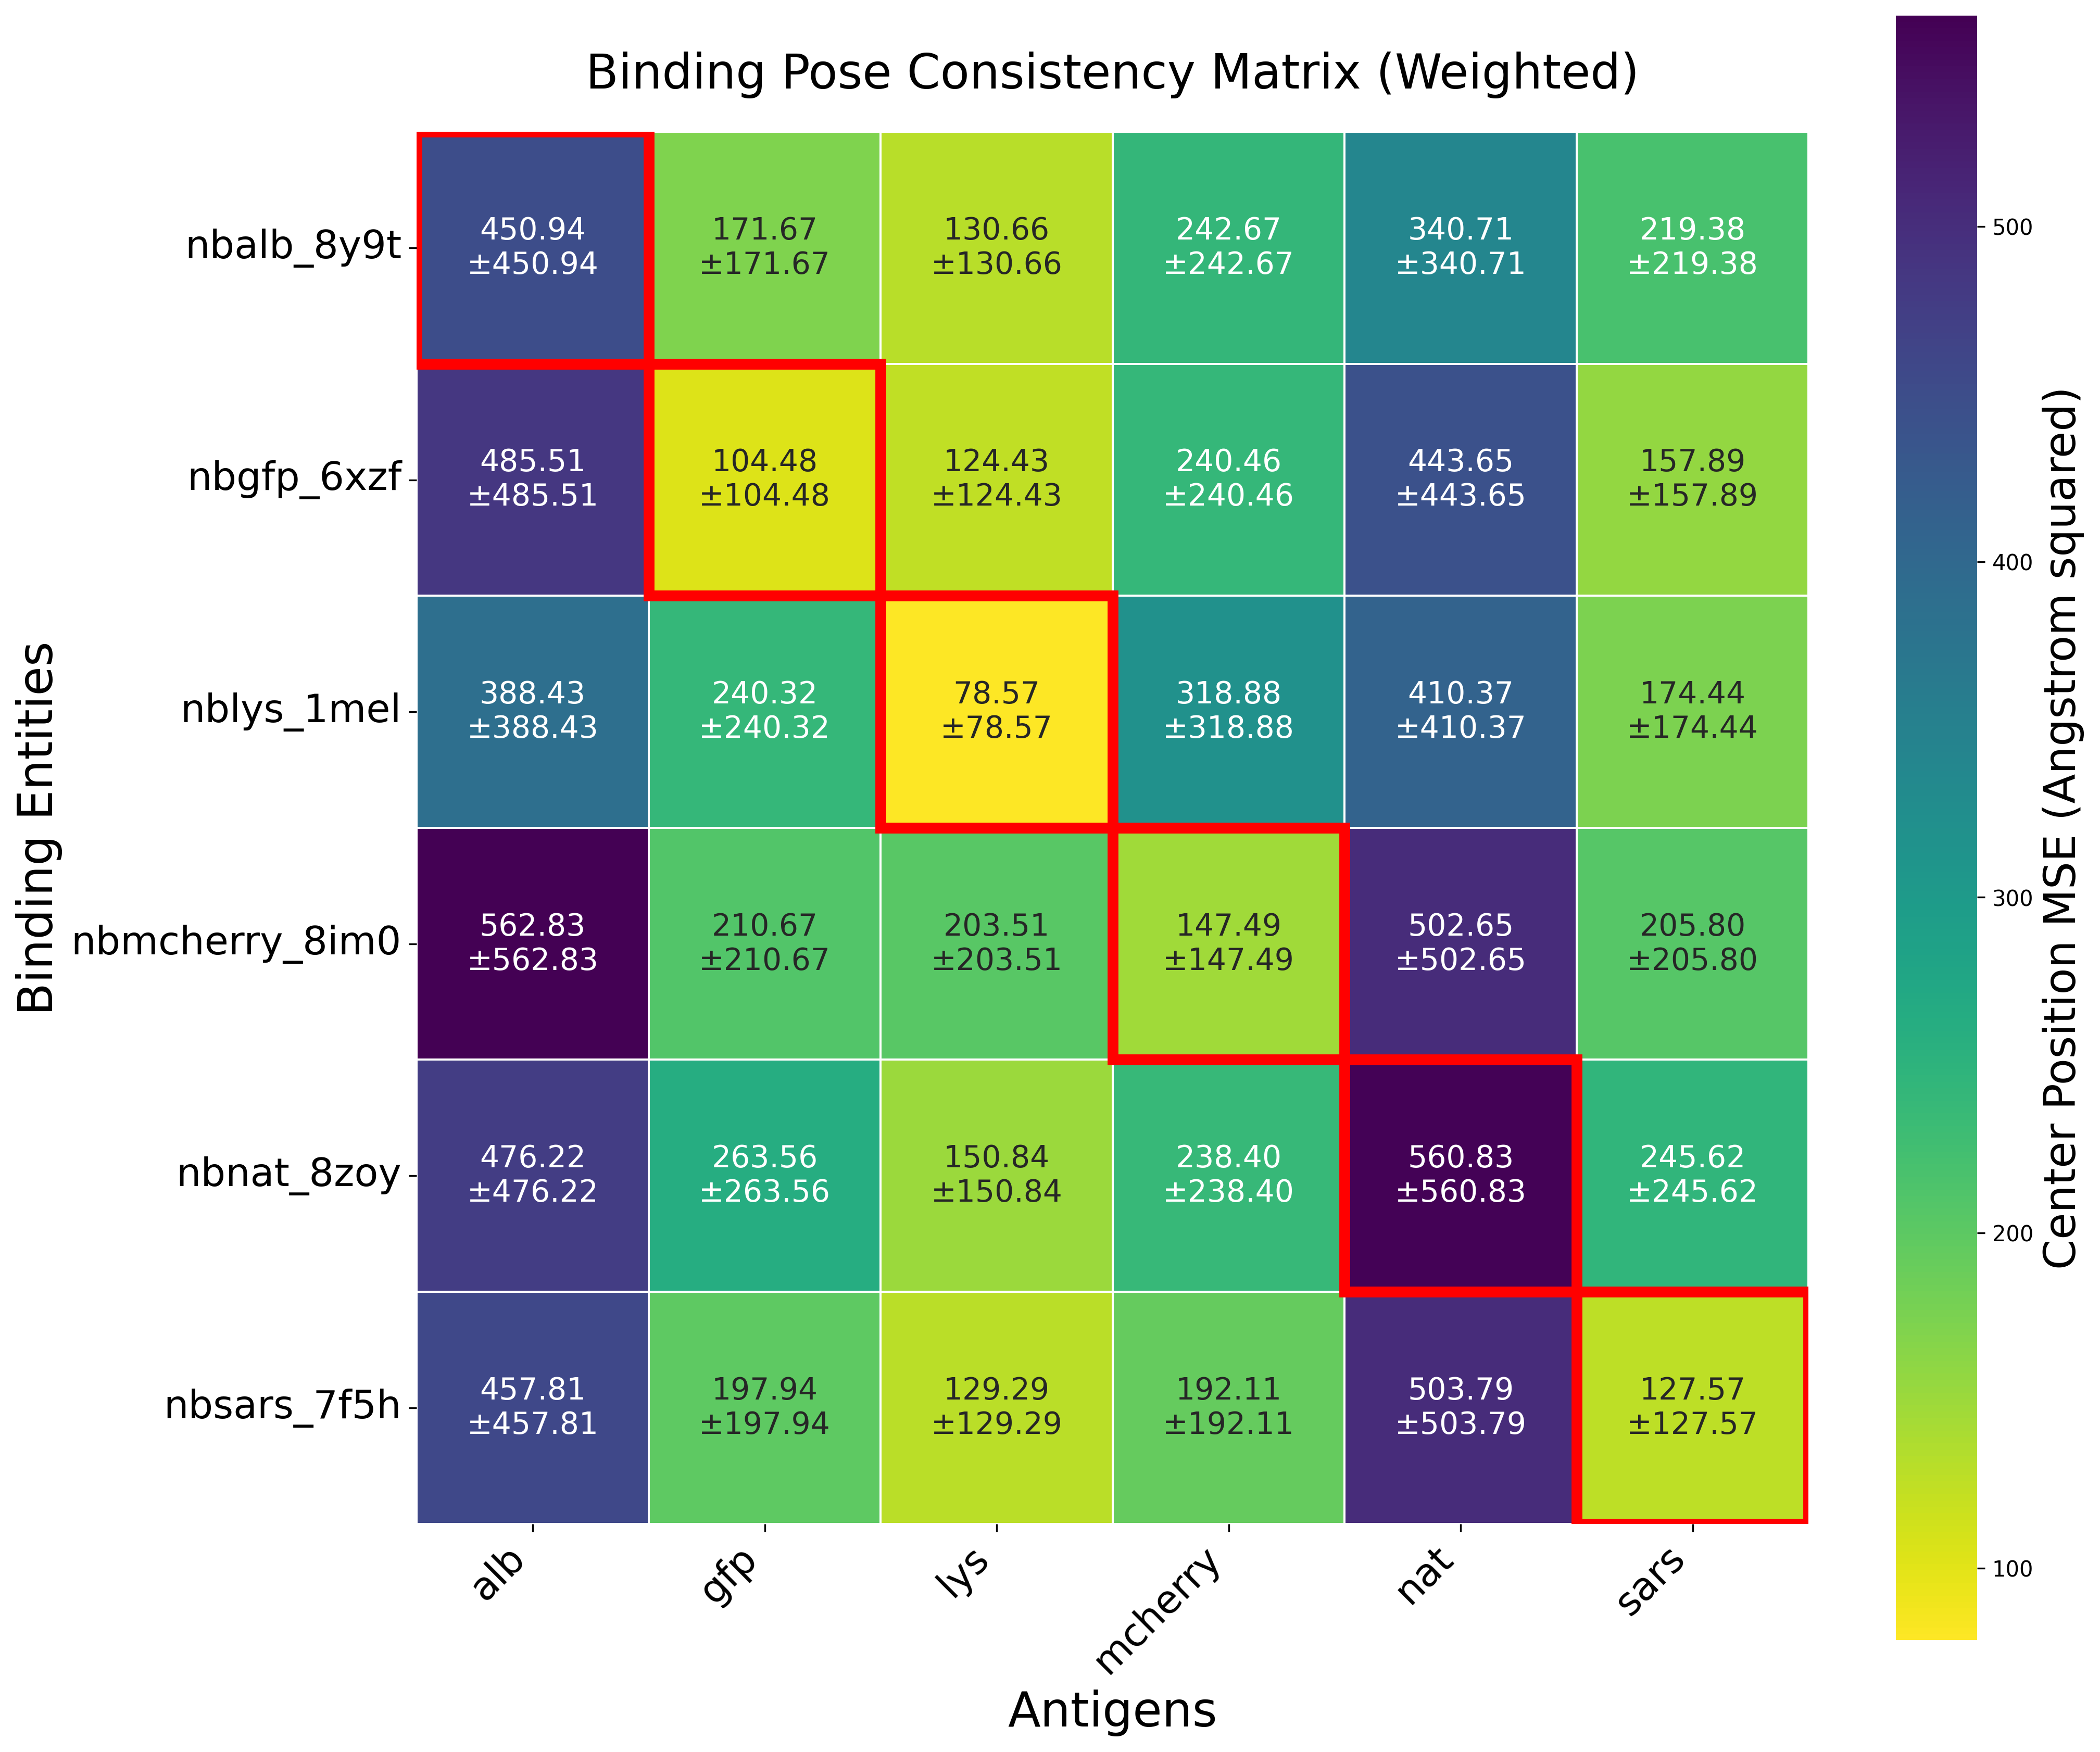 Binding Pose Consistency Matrix (Weighted)
Binding Entities
nbalb_8y9t
450.94 171.67 130.66 242.67 340.71 219.38
±450.94 ±171.67 ±130.66 ±242.67 ±340.71 ±219.38
nbgfp_6xzf
485.51 104.48 124.43 240.46 443.65 157.89
±485.51 ±104.48 ±124.43 ±240.46 ±443.65 ±157.89
nblys_1mel
388.43 240.32 78.57 318.88 410.37 174.44
±388.43 ±240.32 ±78.57 ±318.88 ±410.37 ±174.44
nbmcherry_8im0
562.83 210.67 203.51 147.49 502.65 205.80
±562.83 ±210.67 ±203.51 ±147.49 ±502.65 ±205.80
nbnat_8zoy
476.22 263.56 150.84 238.40 560.83 245.62
±476.22 ±263.56 ±150.84 ±238.40 ±560.83 ±245.62
nbsars_7f5h
457.81 197.94 129.29 192.11 503.79 127.57
±457.81 ±197.94 ±129.29 ±192.11 ±503.79 ±127.57
alb gfp lys mcherry nat sars
Antigens
500
400
300
200
100
Center Position MSE (Angstrom squared)